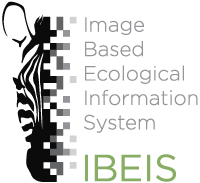 Image
Based
Ecological
Information
System
IBEIS